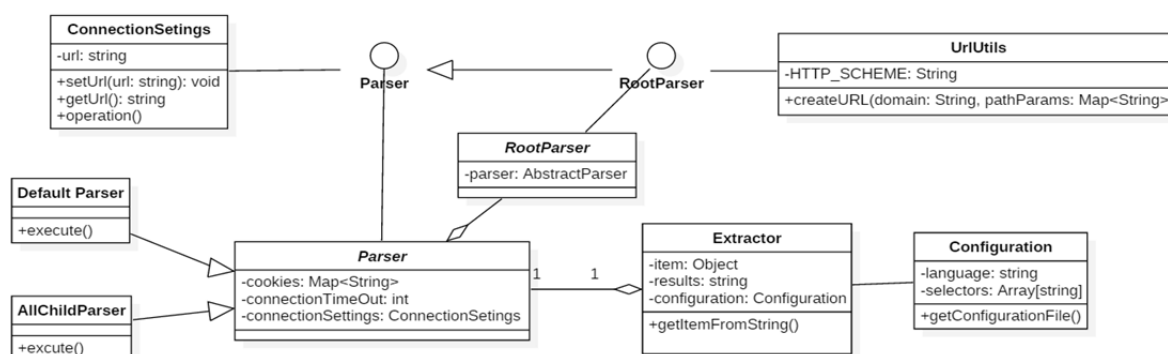 ConnectionSetings
-url: string
+setUrl(url: string): void
+getUrl(): string
+operation()
Parser
RootParser
UrlUtils
-HTTP_SCHEME: String
+createURL(domain: String, pathParams: Map<String>
RootParser
-parser: AbstractParser
Default Parser
+execute()
AllChildParser
+excute()
Parser
-cookies: Map<String>
-connectionTimeOut: int
-connectionSettings: ConnectionSetings
1
1
Extractor
-item: Object
-results: string
-configuration: Configuration
+getItemFromString()
Configuration
-language: string
-selectors: Array[string]
+getConfigurationFile()